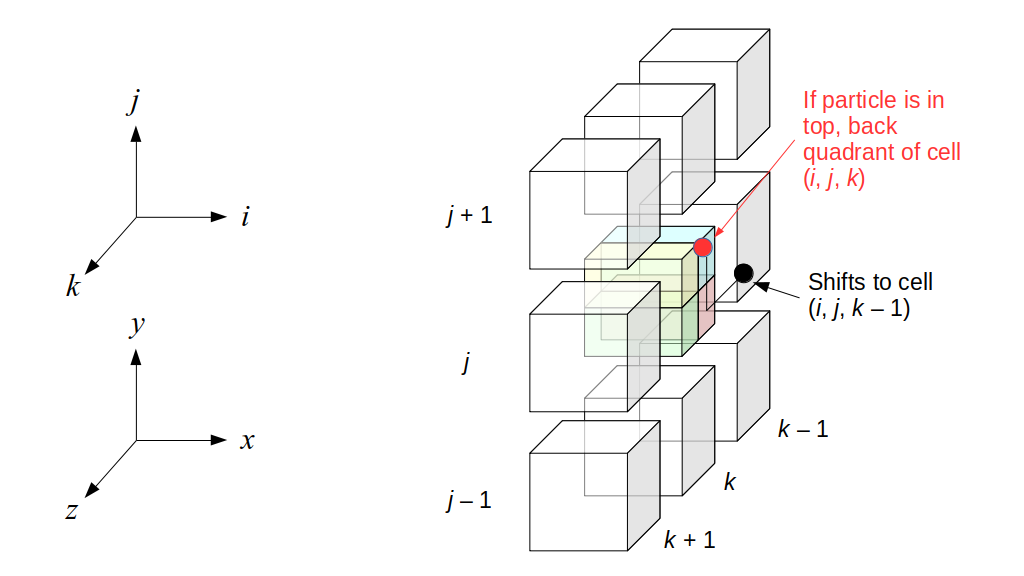 j
i
k
y
x
z
j + 1
j
j – 1
k + 1
k
k – 1
If particle is in
top, back
quadrant of cell
(i, j, k)
Shifts to cell
(i, j, k – 1)